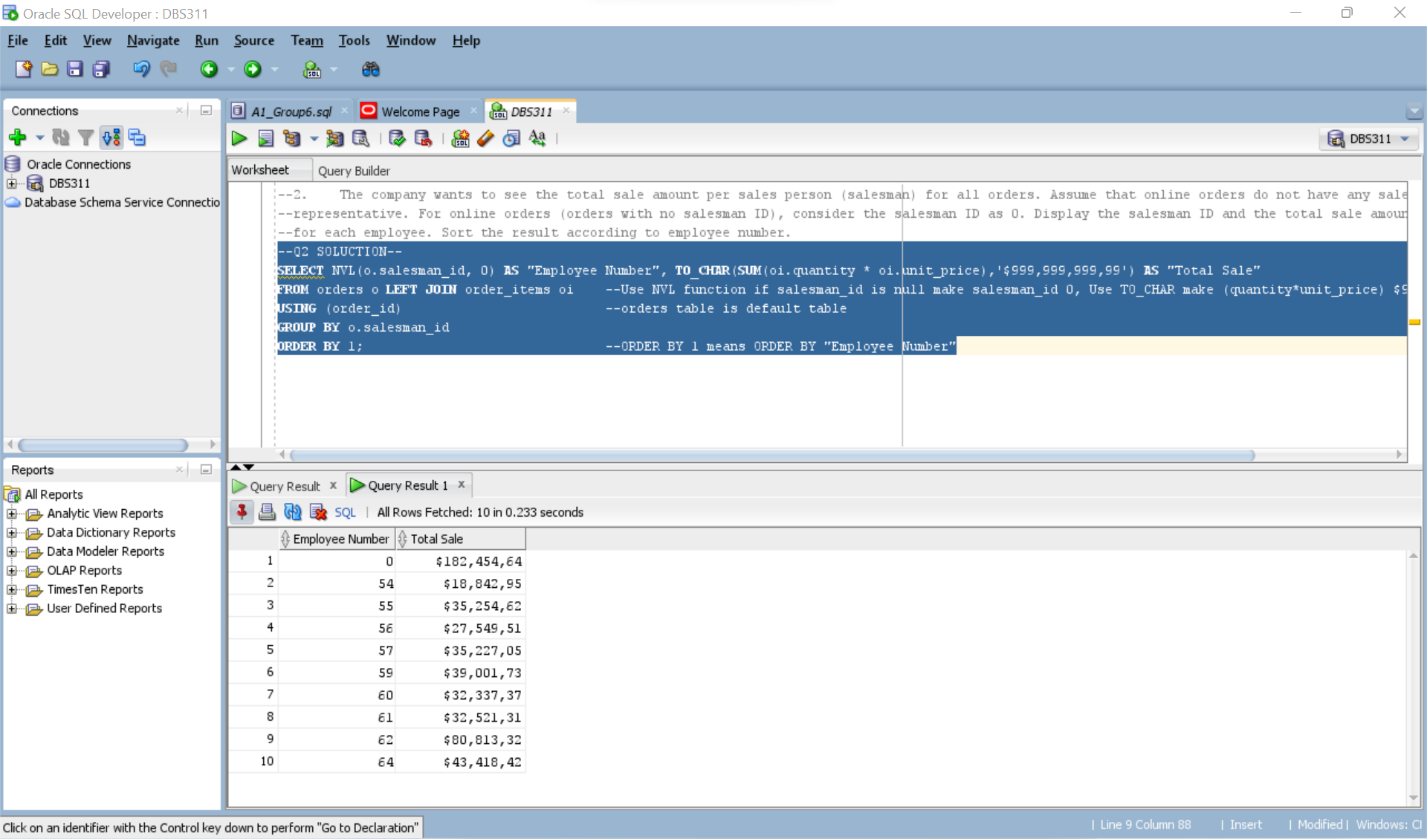 Oracle SQL Developer : DBS311
File Edit View Navigate Run Source Team Tools Window Help
Connections
Oracle Connections
DBS311
Database Schema Service Connectio
A1_Group6.sql
Welcome Page
DBS311
DBS311
Worksheet Query Builder
--2. The company wants to see the total sale amount per sales person (salesman) for all orders. Assume that online orders do not have any sale
--representative. For online orders (orders with no salesman ID), consider the salesman ID as 0. Display the salesman ID and the total sale amoun
--for each employee. Sort the result according to employee number.
--Q2 SOLUCTION--
SELECT NVL(o.salesman_id, 0) AS "Employee Number", TO_CHAR(SUM(oi.quantity * oi.unit_price),'$999,999,999,99') AS "Total Sale"
FROM orders o LEFT JOIN order_items oi --Use NVL function if salesman_id is null make salesman_id 0, Use TO_CHAR make (quantity*unit_price) $9
USING (order_id) --orders table is default table
GROUP BY o.salesman_id
ORDER BY 1; --ORDER BY 1 means ORDER BY "Employee Number"
Reports
All Reports
Analytic View Reports
Data Dictionary Reports
Data Modeler Reports
OLAP Reports
TimesTen Reports
User Defined Reports
Query Result x Query Result 1 x
SQL | All Rows Fetched: 10 in 0.233 seconds
Employee Number Total Sale
1 0 $182,454,64
2 54 $18,842,95
3 55 $35,254,62
4 56 $27,549,51
5 57 $35,227,05
6 59 $39,001,73
7 60 $32,337,37
8 61 $32,521,31
9 62 $80,813,32
10 64 $43,418,42
Click on an identifier with the Control key down to perform "Go to Declaration"
| Line 9 Column 88 | Insert | Modified | Windows: C